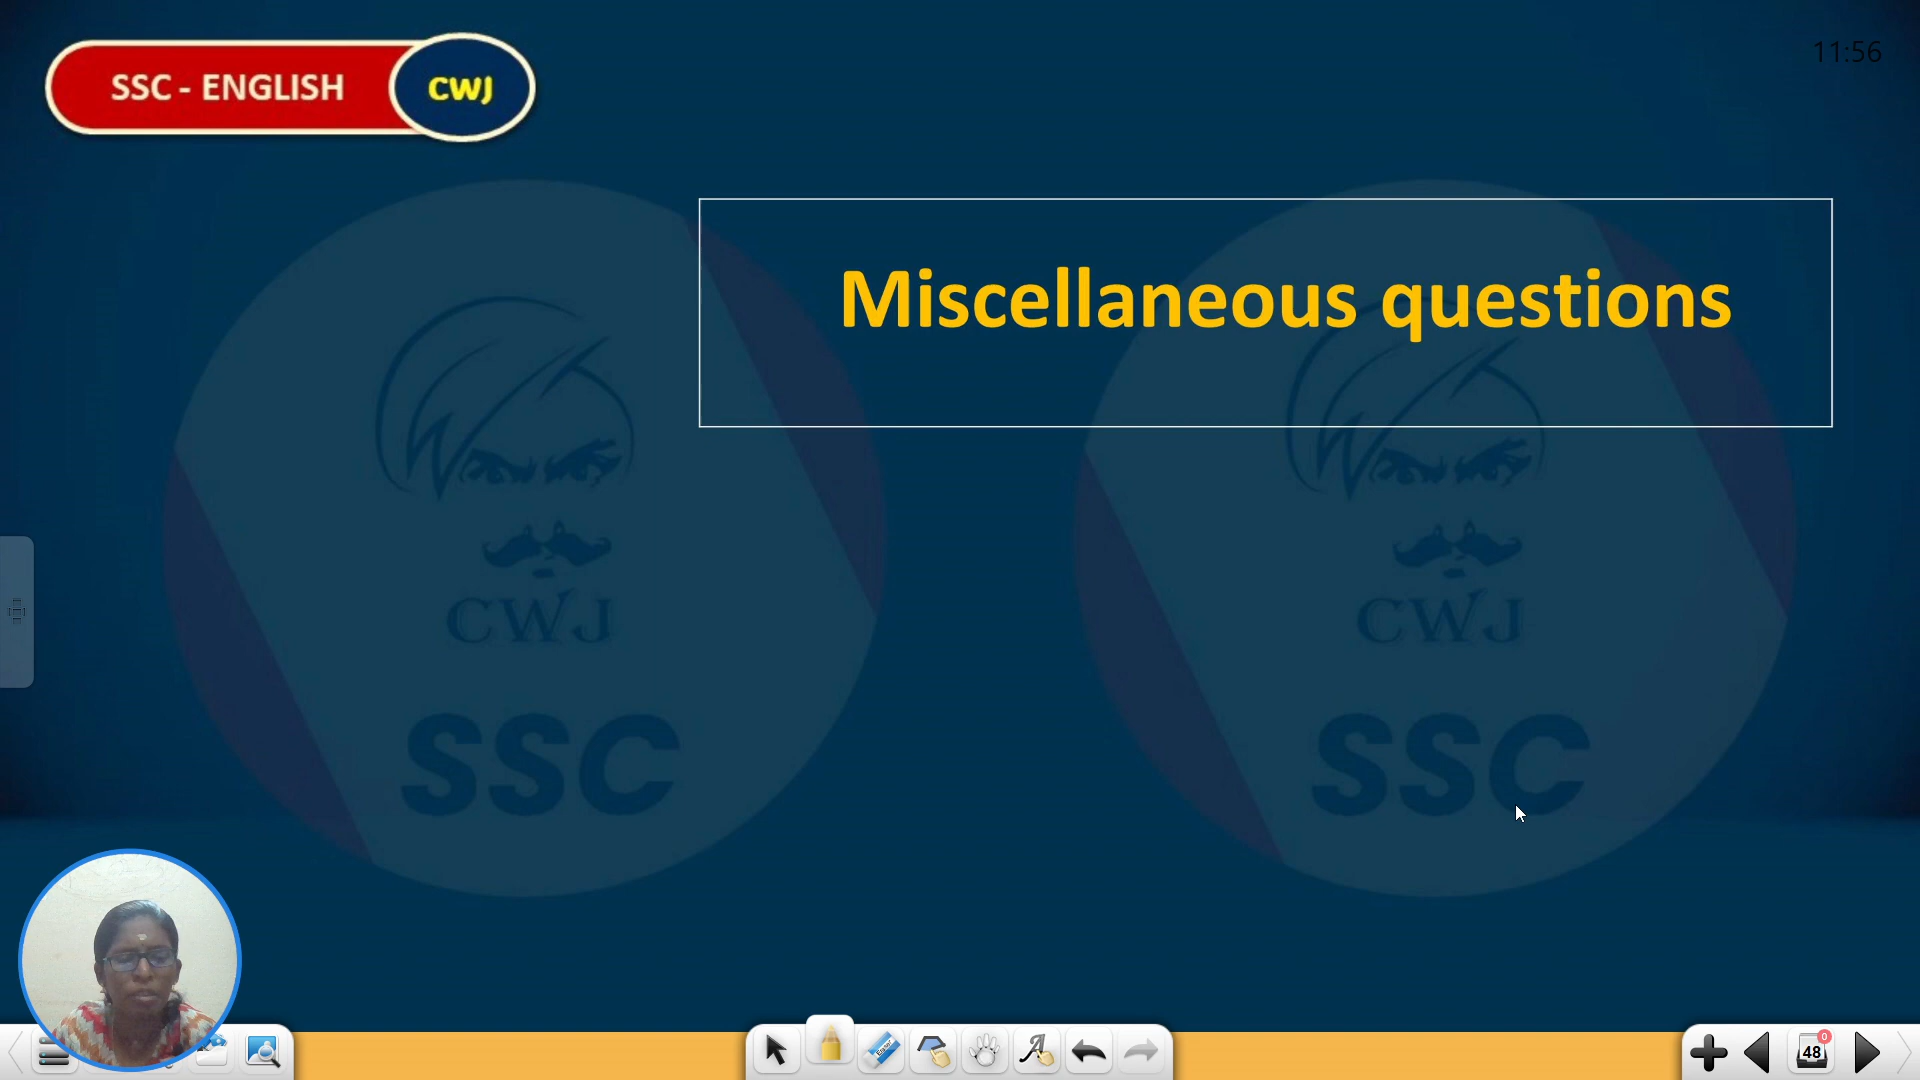 SSC - ENGLISH
CWJ
11:56
Miscellaneous questions
CWJ
CWJ
SSC
SSC
48
0